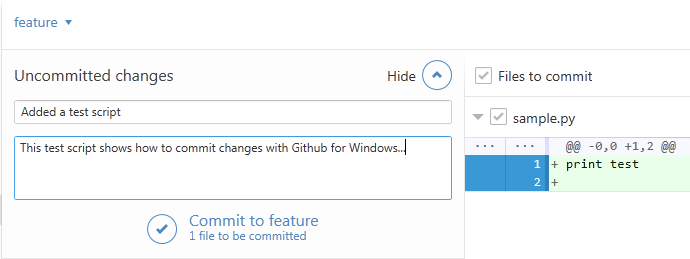 feature
Uncommitted changes
Hide
Added a test script
This test script shows how to commit changes with Github for Windows...
Commit to feature
1 file to be committed
Files to commit
sample.py
... ... @@ -0,0 +1,2 @@
1 + print test
2 +